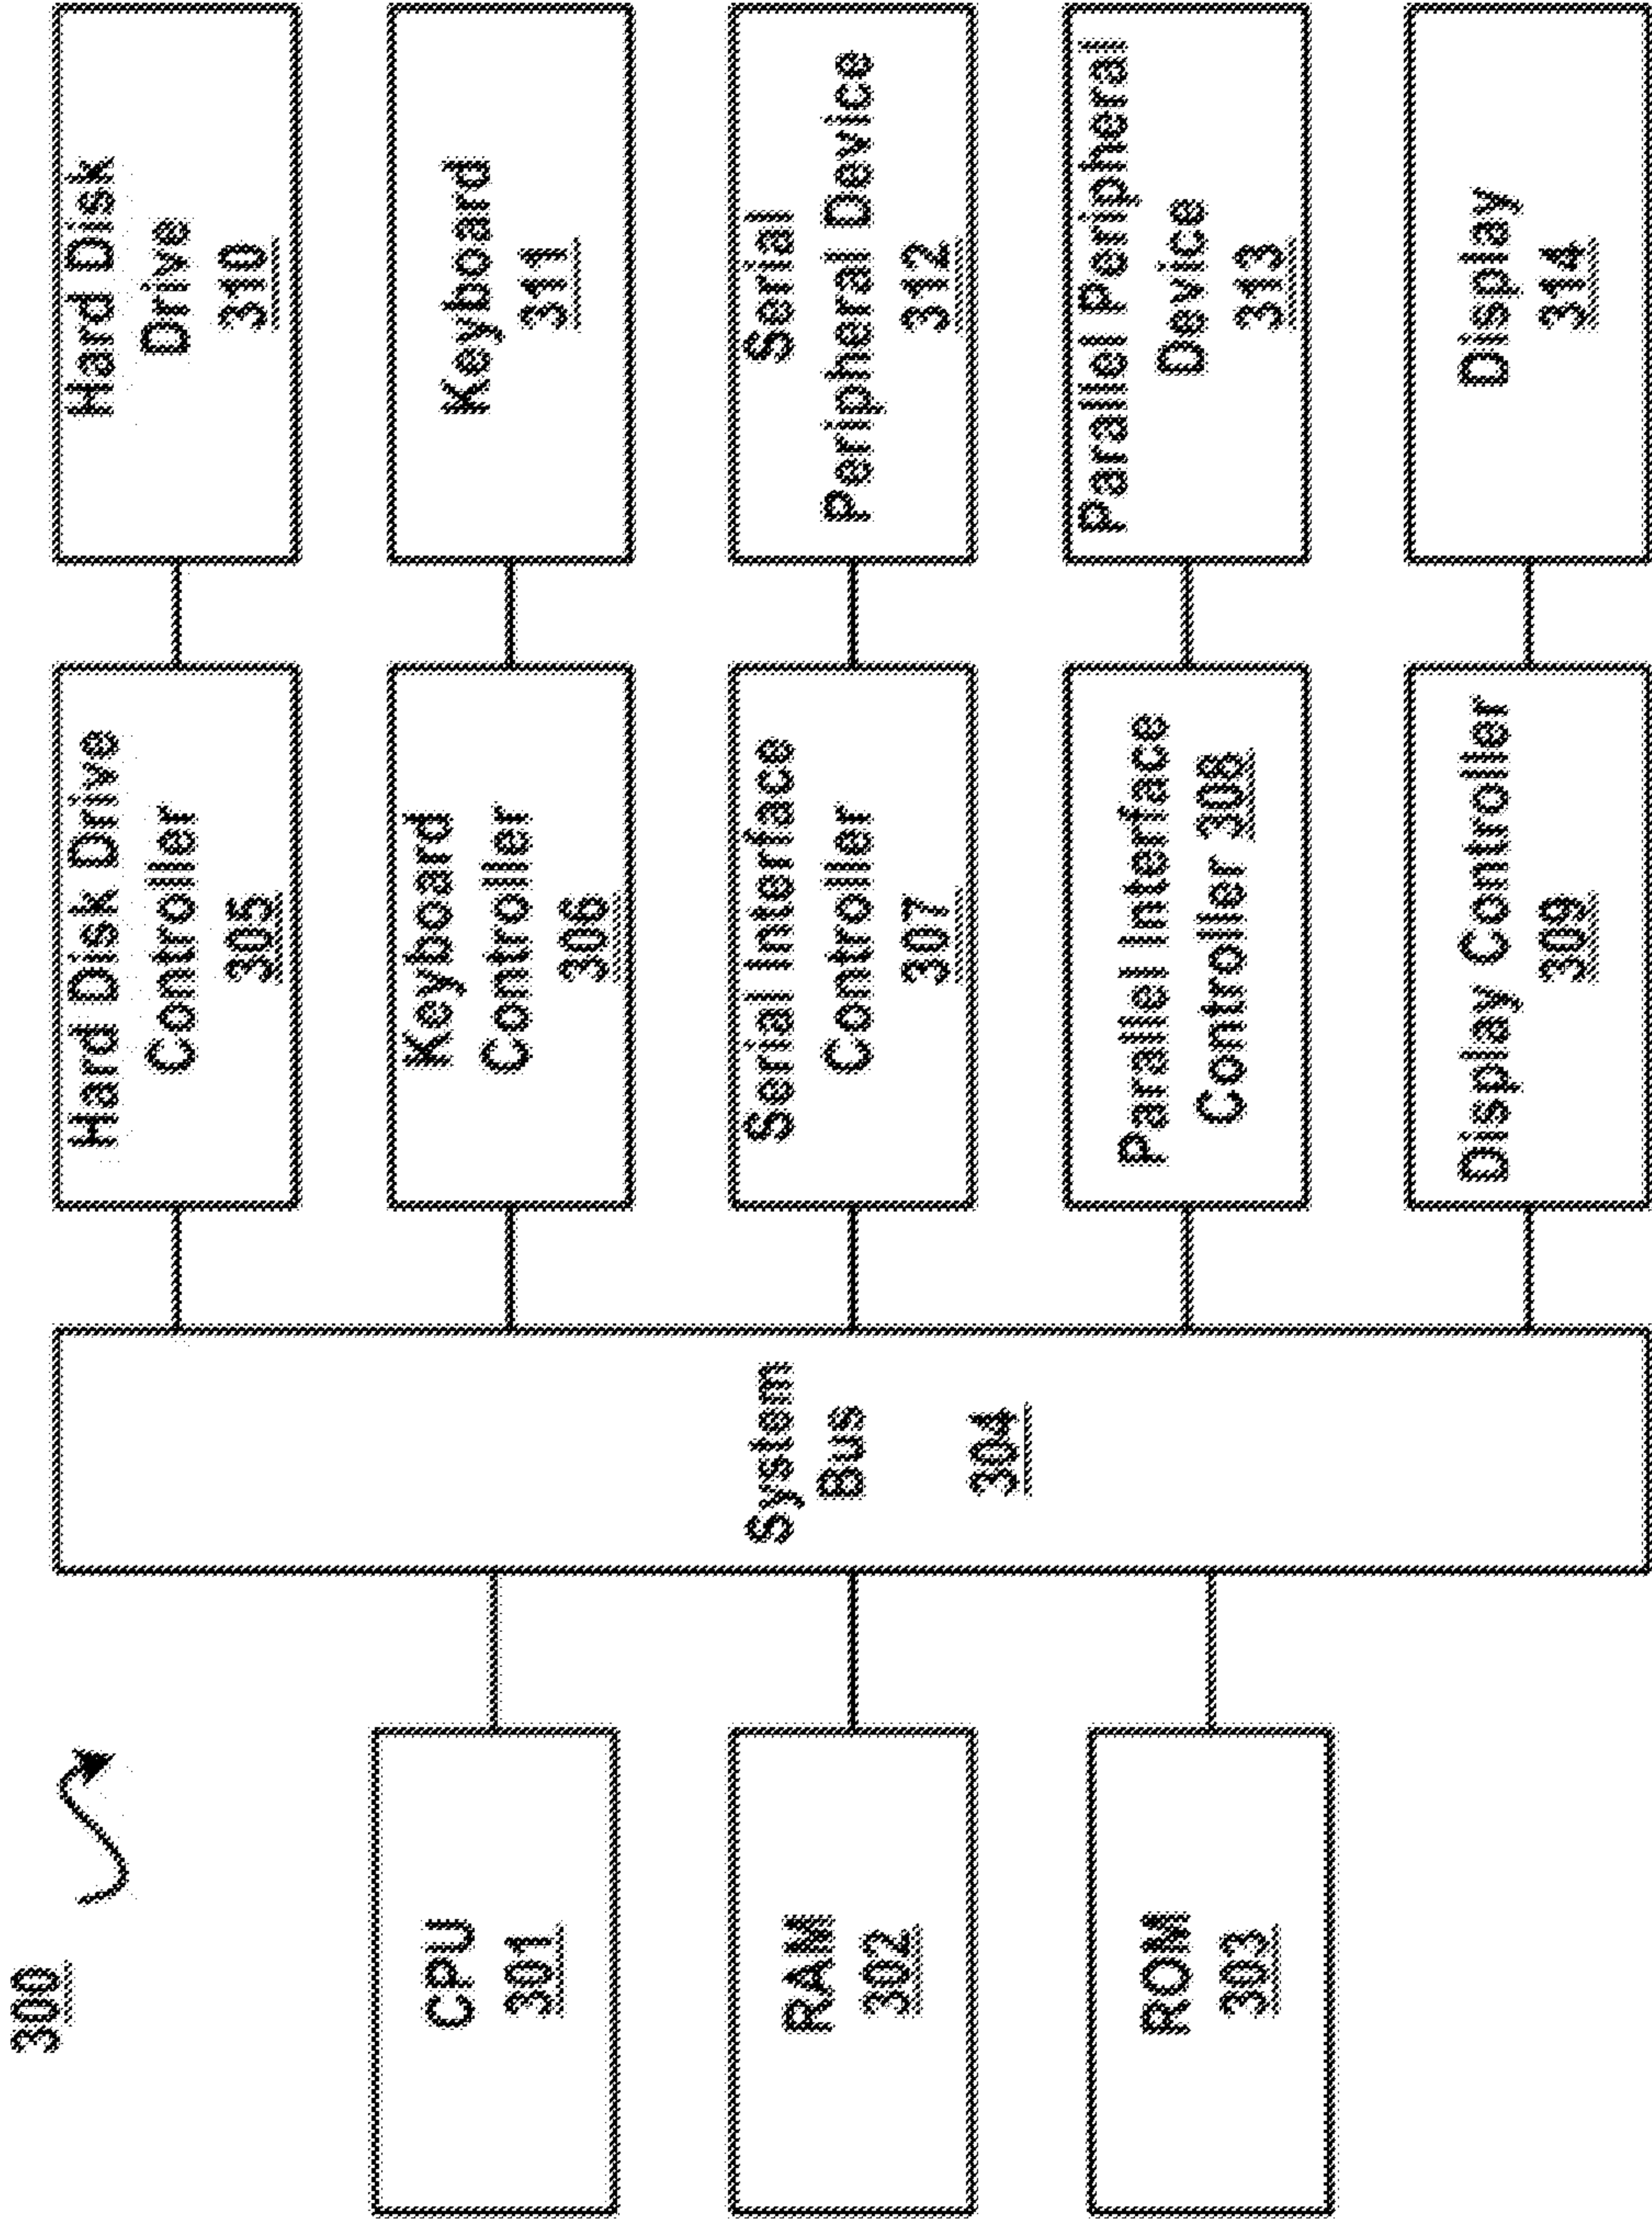 300
CPU
301
RAM
302
ROM
303
System
Bus
304
Hard Disk Drive
Controller
305
Keyboard
Controller
306
Serial Interface
Controller
307
Parallel Interface
Controller 308
Display Controller
309
Hard Disk
Drive
310
Keyboard
311
Serial
Peripheral Device
312
Parallel Peripheral
Device
313
Display
314